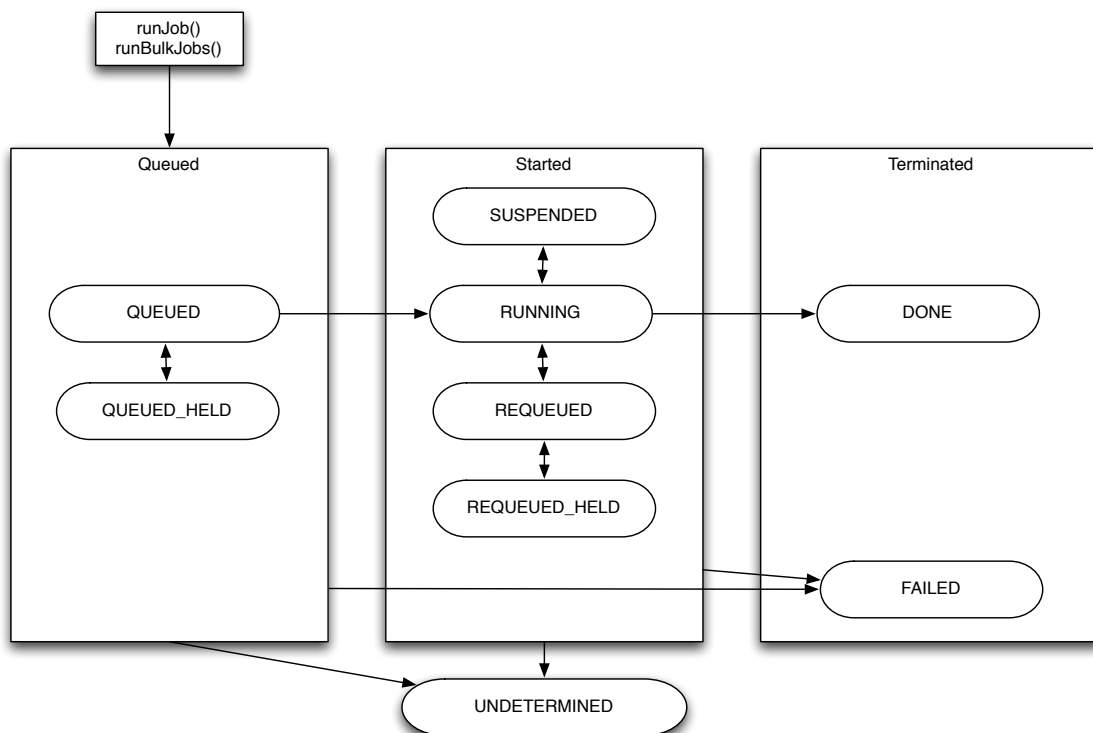 runJob()
runBulkJobs()
Queued
Started
Terminated
SUSPENDED
QUEUED
RUNNING
DONE
QUEUED_HELD
REQUEUED
REQUEUED_HELD
FAILED
UNDETERMINED